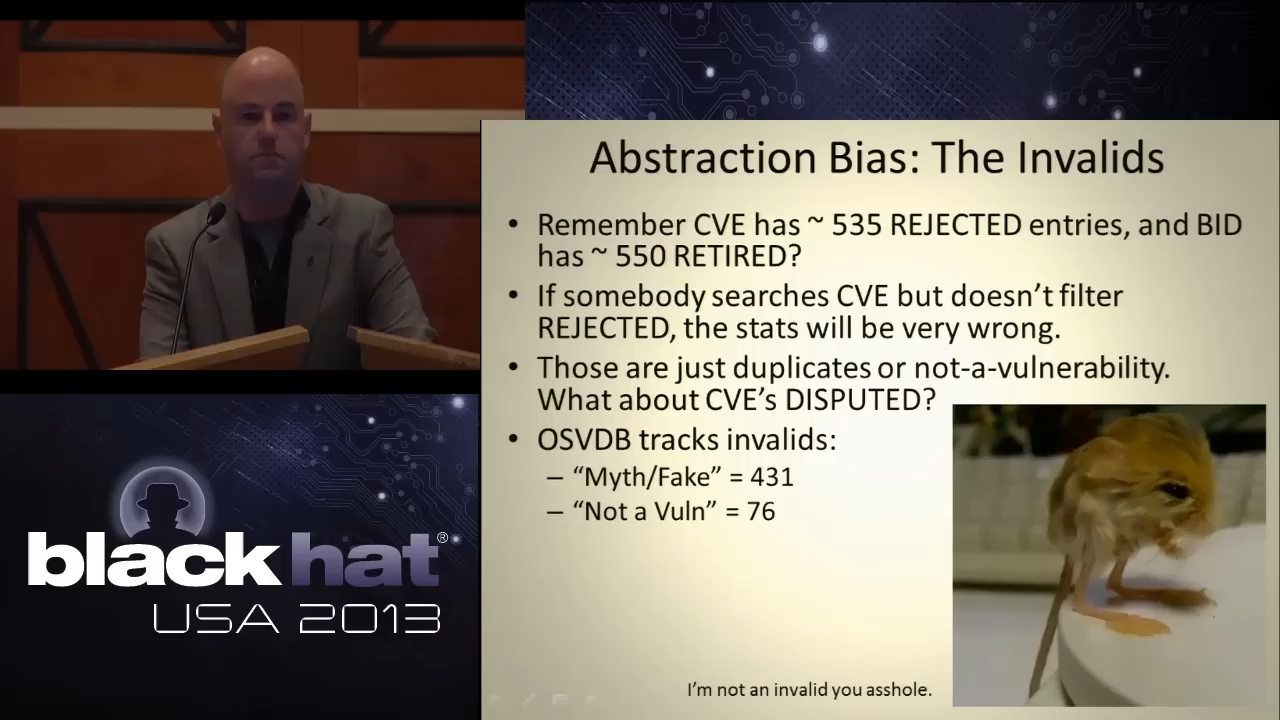 Abstraction Bias: The Invalids
• Remember CVE has ~ 535 REJECTED entries, and BID
has ~ 550 RETIRED?
• If somebody searches CVE but doesn’t filter
REJECTED, the stats will be very wrong.
• Those are just duplicates or not-a-vulnerability.
What about CVE’s DISPUTED?
• OSVDB tracks invalids:
– “Myth/Fake” = 431
– “Not a Vuln” = 76
I’m not an invalid you asshole.
black hat®
USA 2013